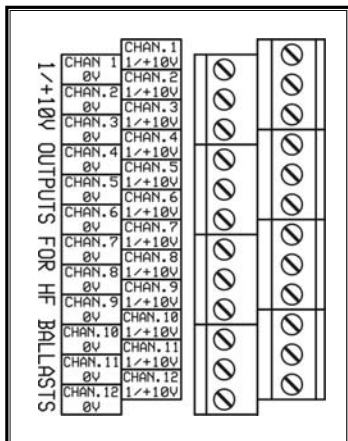 1/+10V OUTPUTS FOR HF BALLASTS
CHAN 1
0V
CHAN.2
0V
CHAN.3
0V
CHAN.4
0V
CHAN.5
0V
CHAN.6
0V
CHAN.7
0V
CHAN.8
0V
CHAN.9
0V
CHAN.10
0V
CHAN.11
0V
CHAN.12
0V
CHAN.1
1/+10V
CHAN.2
1/+10V
CHAN.3
1/+10V
CHAN.4
1/+10V
CHAN.5
1/+10V
CHAN.6
1/+10V
CHAN.7
1/+10V
CHAN.8
1/+10V
CHAN.9
1/+10V
CHAN.10
1/+10V
CHAN.11
1/+10V
CHAN.12
1/+10V